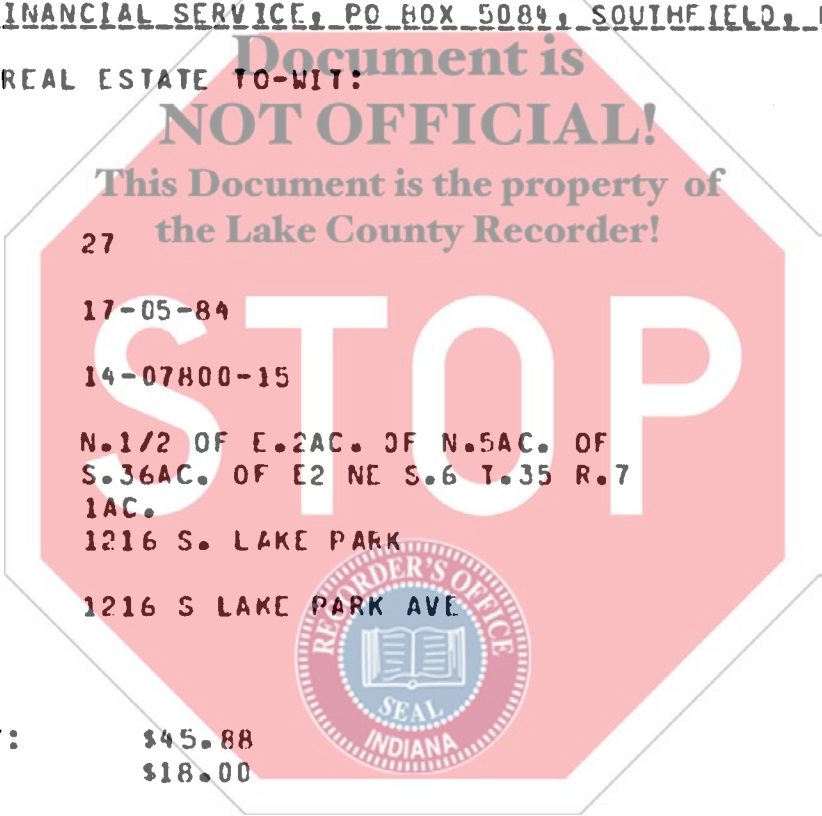 INANCIAL SERVICE, PO BOX 5084, SOUTHFIELD,
Document is
REAL ESTATE TO-WIT:
NOT OFFICIAL!
This Document is the property of
the Lake County Recorder!
27
17-05-84
STOP
14-07800-15
N.1/2 OF E.2AC. OF N.5AC. OF
S.36AC. OF E2 NE S.6 T.35 R.7
1AC.
1216 S. LAKE PARK
1216 S LAKE PARK AVE
RECORDER'S OFFICE
SEAL
INDIANA
$45.88
$18.00